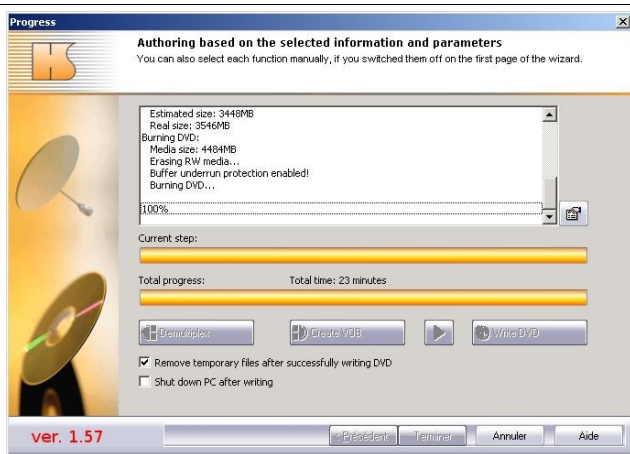 Progress
Authoring based on the selected information and parameters
You can also select each function manually, if you switched them off on the first page of the wizard.
Estimated size: 3448MB
Real size: 3546MB
Burning DVD:
Media size: 4484MB
Erasing RW media...
Buffer underrun protection enabled!
Burning DVD...
100%
Current step:
Total progress: Total time: 23 minutes
Demultiplex Create VOB Write DVD
Remove temporary files after successfully writing DVD
Shut down PC after writing
ver. 1.57 < Précédent Terminer Annuler Aide